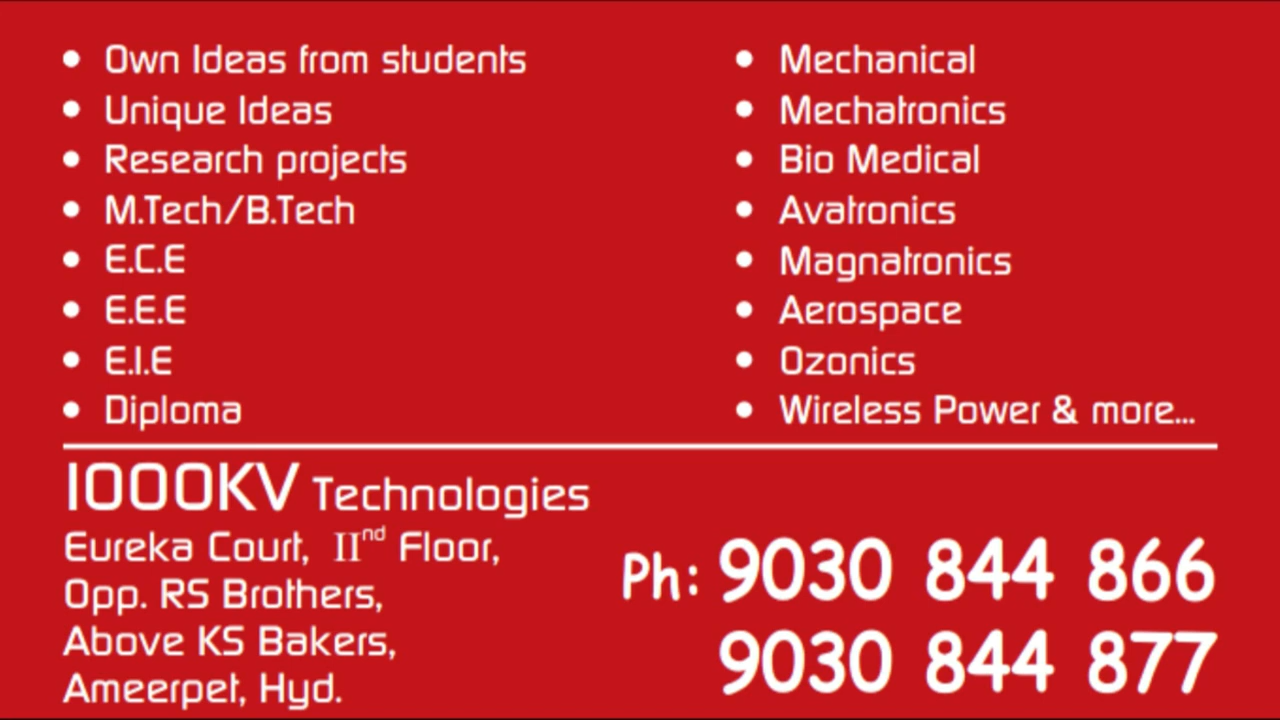 • Own Ideas from students
• Unique Ideas
• Research projects
• M.Tech/B.Tech
• E.C.E
• E.E.E
• E.I.E
• Diploma
• Mechanical
• Mechatronics
• Bio Medical
• Avatronics
• Magnatronics
• Aerospace
• Ozonics
• Wireless Power & more...
1000KV Technologies
Eureka Court, IInd Floor,
Opp. RS Brothers,
Above KS Bakers,
Ameerpet, Hyd.
Ph: 9030 844 866
9030 844 877